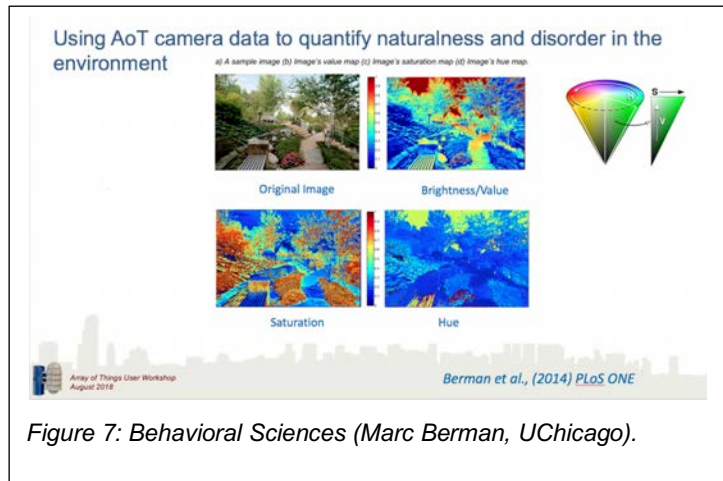 Using AoT camera data to quantify naturalness and disorder in the
environment
a) A sample image (b) Image's value map (c) Image's saturation map (d) Image's hue map.
Original Image
Brightness/Value
S
V
Saturation
Hue
Array of Things User Workshop
August 2018
Berman et al., (2014) PLoS ONE
Figure 7: Behavioral Sciences (Marc Berman, UChicago).